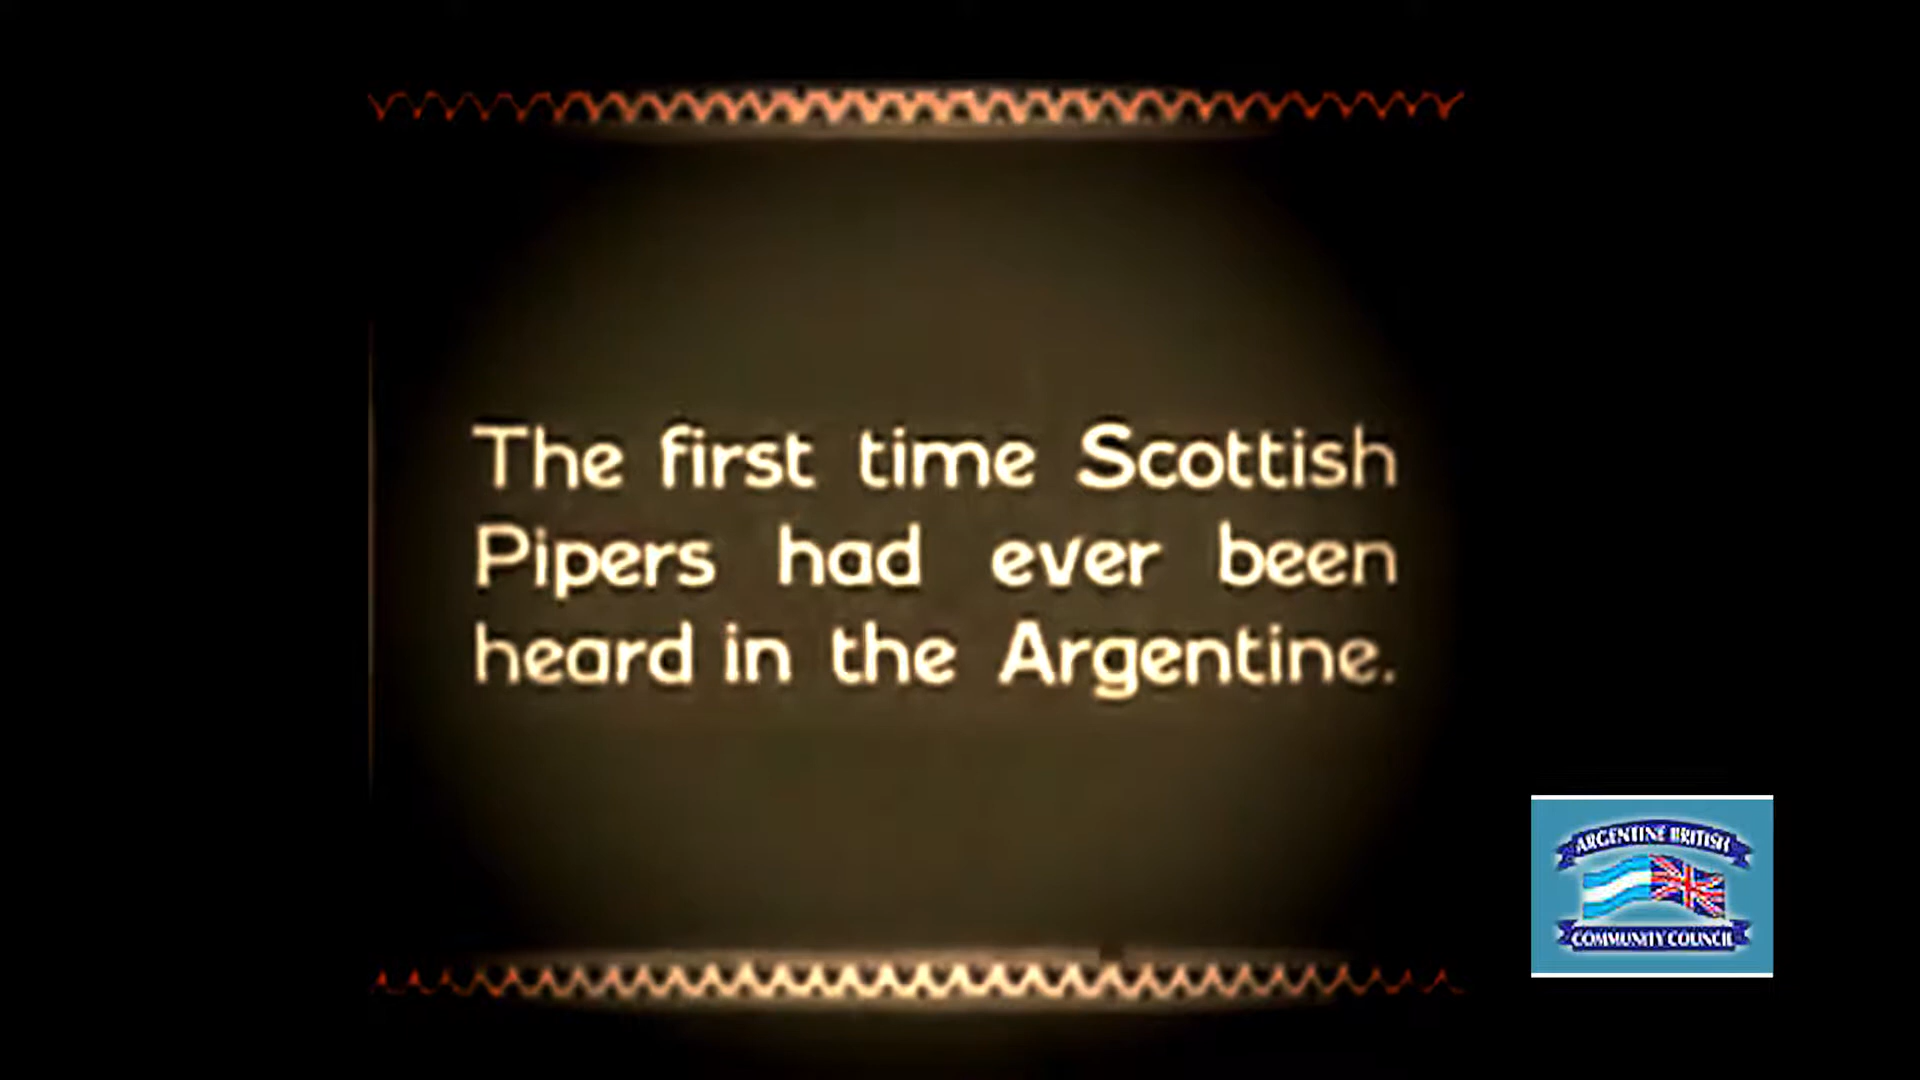 The first time Scottish
Pipers had ever been
heard in the Argentine.
ARGENTINE BRITISH
COMMUNITY COUNCIL